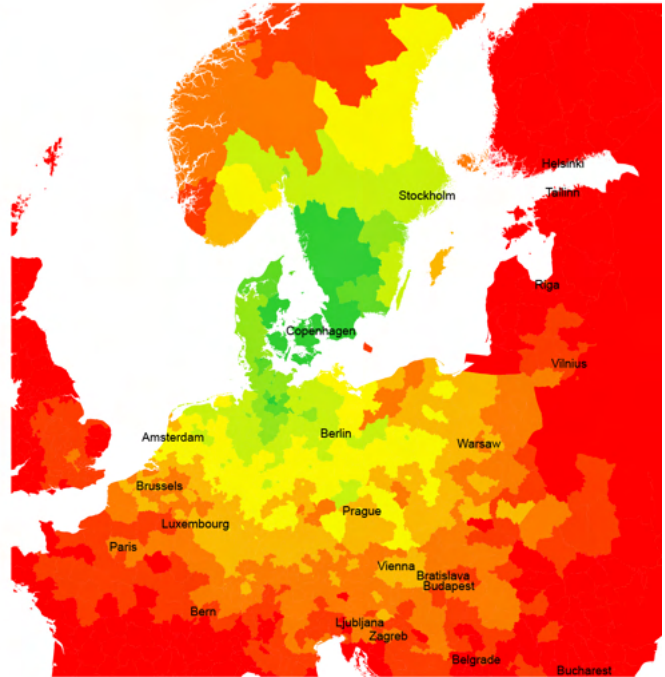 Helsinki
Tallinn
Stockholm
Riga
Copenhagen
Vilnius
Berlin
Amsterdam
Warsaw
Brussels
Prague
Luxembourg
Paris
Vienna
Bratislava
Budapest
Bern
Ljubljana
Zagreb
Belgrade
Bucharest